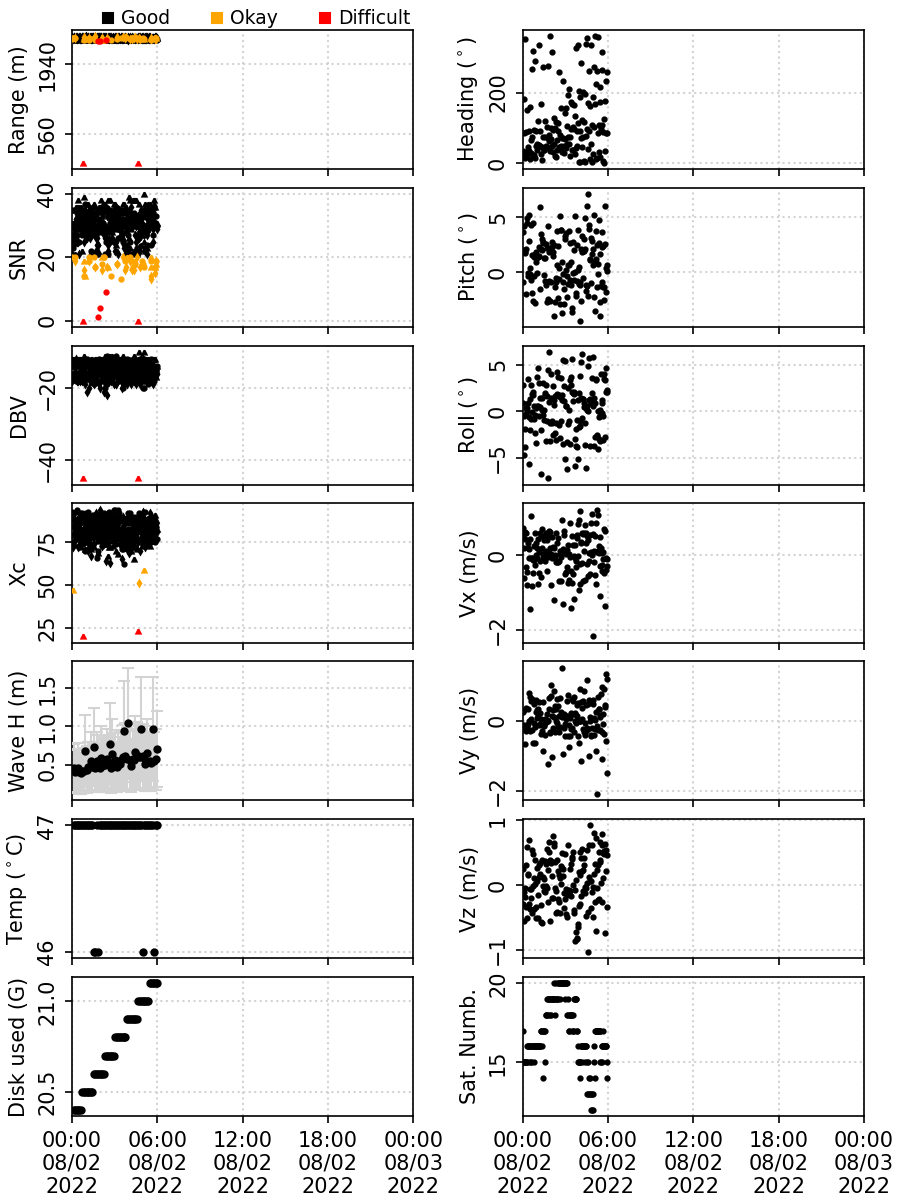 Good Okay Difficult
Range (m)
1940
560
Heading (°)
200
0
SNR
40
20
0
Pitch (°)
5
0
DBV
−20
−40
Roll (°)
5
0
−5
Xc
75
50
25
Vx (m/s)
0
−2
Wave H (m)
1.5
1.0
0.5
Vy (m/s)
0
−2
Temp (°C)
47
46
Vz (m/s)
1
0
−1
Disk used (G)
21.0
20.5
Sat. Numb.
20
15
00:00 06:00 12:00 18:00 00:00
08/02 08/02 08/02 08/02 08/03
2022 2022 2022 2022 2022
00:00 06:00 12:00 18:00 00:00
08/02 08/02 08/02 08/02 08/03
2022 2022 2022 2022 2022